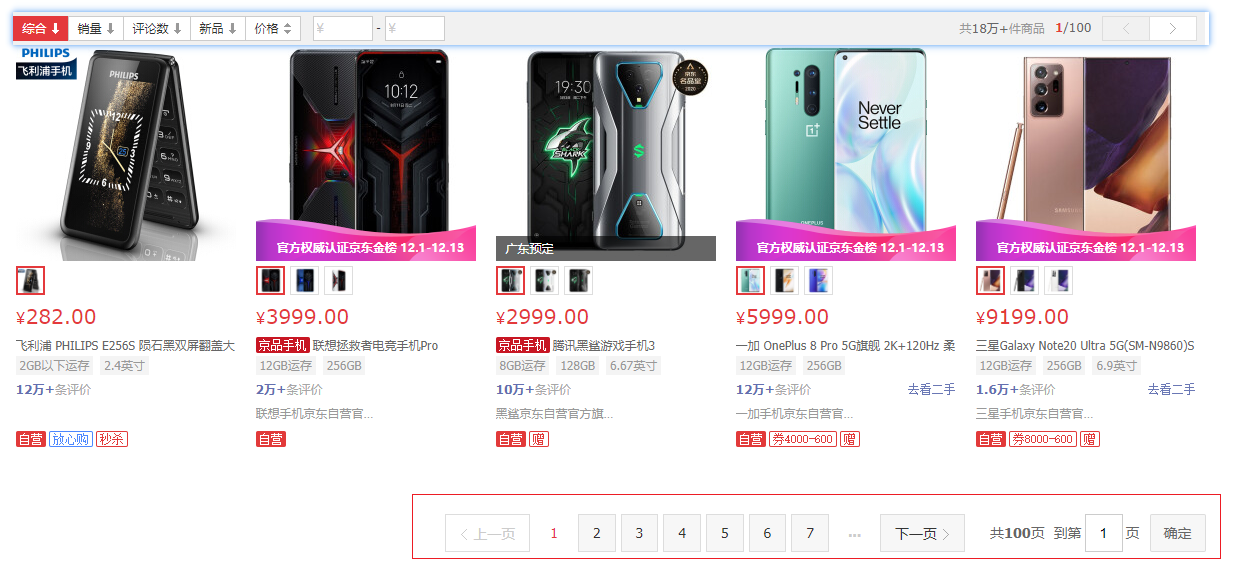 综合 销量 评论数 新品 价格 ¥ - ¥ 共18万+件商品 1/100
PHILIPS
飞利浦手机
PHILIPS
12
3
6
9
10:12
19:30
SHARK
京东
名品堂
2020
Never
Settle
1+
ONEPLUS
SAMSUNG
官方权威认证京东金榜 12.1-12.13
广东预定
官方权威认证京东金榜 12.1-12.13
官方权威认证京东金榜 12.1-12.13
¥282.00
飞利浦 PHILIPS E256S 陨石黑双屏翻盖大
2GB以下运存 2.4英寸
12万+条评价
自营 放心购 秒杀
¥3999.00
京品手机 联想拯救者电竞手机Pro
12GB运存 256GB
2万+条评价
联想手机京东自营官...
自营
¥2999.00
京品手机 腾讯黑鲨游戏手机3
8GB运存 128GB 6.67英寸
10万+条评价
黑鲨京东自营官方旗...
自营 赠
¥5999.00
一加 OnePlus 8 Pro 5G旗舰 2K+120Hz 柔
12GB运存 256GB
12万+条评价 去看二手
一加手机京东自营官...
自营 券4000-600 赠
¥9199.00
三星Galaxy Note20 Ultra 5G(SM-N9860)S
12GB运存 256GB 6.9英寸
1.6万+条评价 去看二手
三星手机京东自营官...
自营 券8000-600 赠
< 上一页 1 2 3 4 5 6 7 ... 下一页 > 共100页 到第 1 页 确定